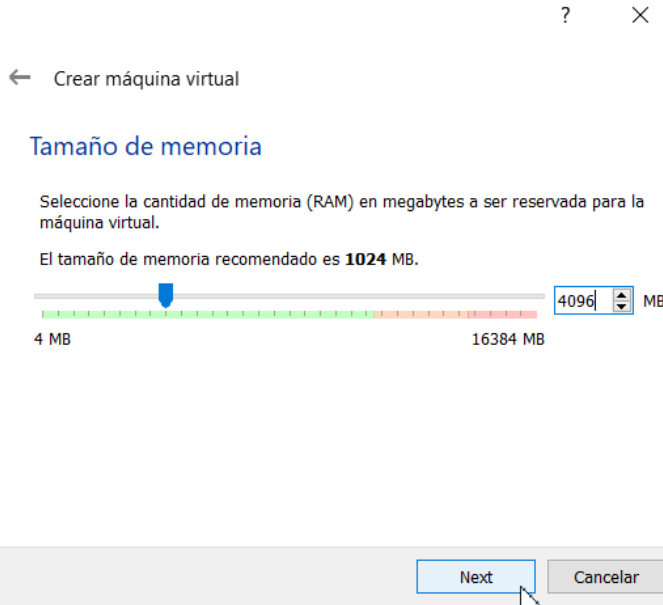 ?
Crear máquina virtual
Tamaño de memoria
Seleccione la cantidad de memoria (RAM) en megabytes a ser reservada para la
máquina virtual.
El tamaño de memoria recomendado es 1024 MB.
4096 MB
4 MB 16384 MB
Next Cancelar